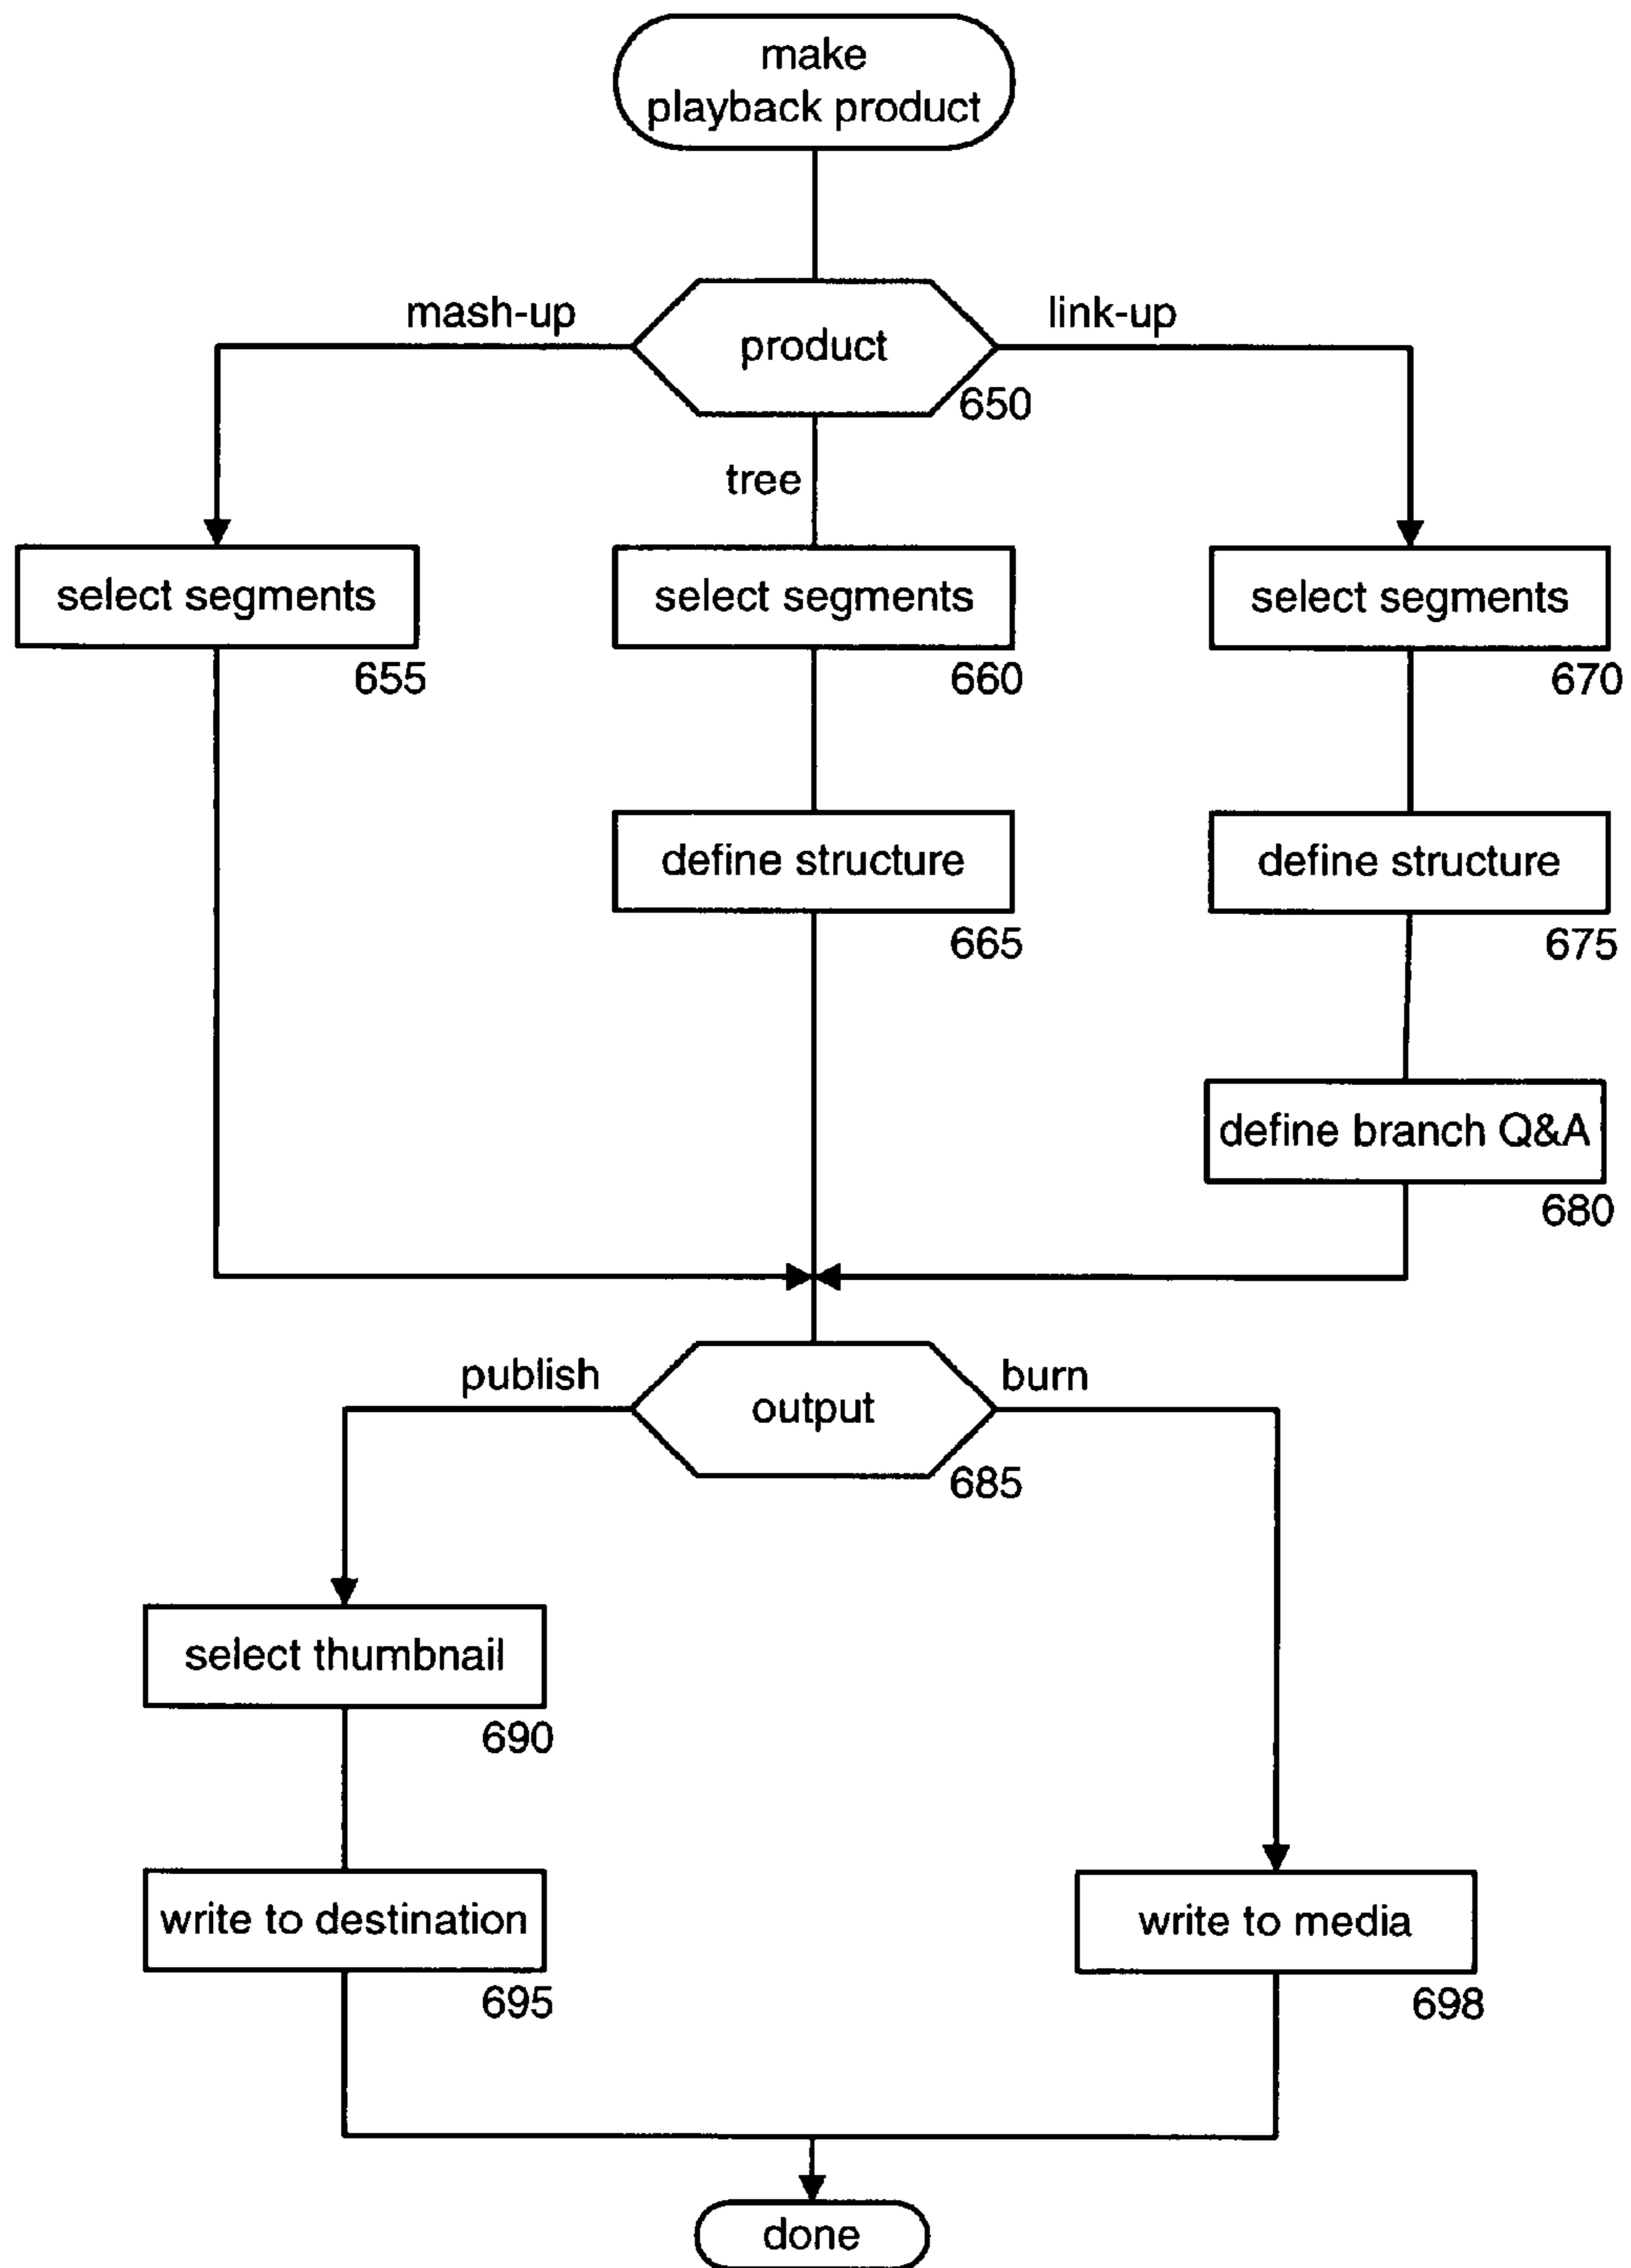 make
playback product
mash-up
link-up
product
650
tree
select segments
select segments
select segments
655
660
670
define structure
define structure
665
675
define branch Q&A
680
publish
burn
output
685
select thumbnail
690
write to destination
write to media
695
698
done